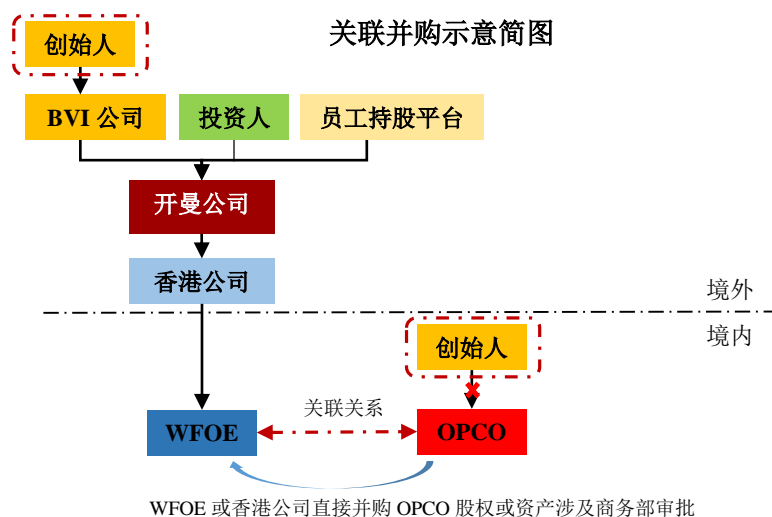 关联并购示意简图
创始人
BVI 公司
投资人
员工持股平台
开曼公司
香港公司
境外
境内
创始人
关联关系
WFOE
OPCO
WFOE 或香港公司直接并购 OPCO 股权或资产涉及商务部审批